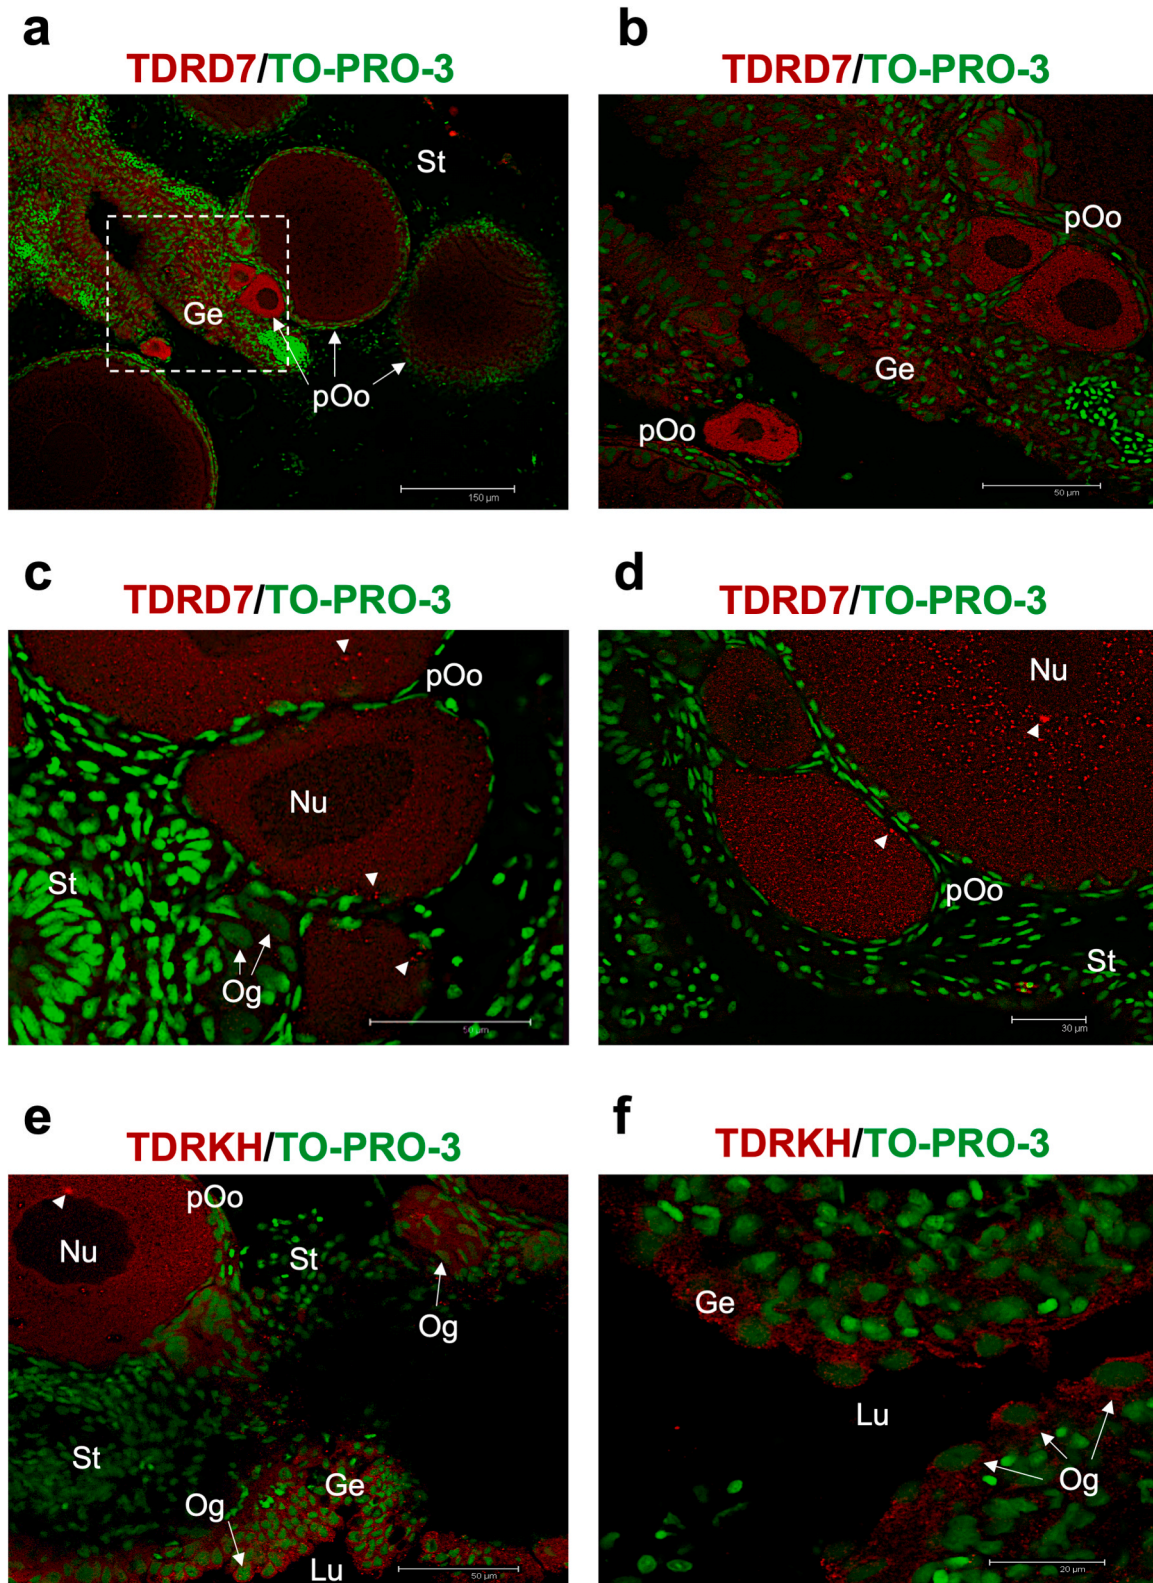 a
TDRD7/TO-PRO-3
St
Ge
pOo
150 µm
b
TDRD7/TO-PRO-3
pOo
Ge
pOo
50 µm
c
TDRD7/TO-PRO-3
pOo
Nu
St
Og
50 µm
d
TDRD7/TO-PRO-3
Nu
pOo
St
30 µm
e
TDRKH/TO-PRO-3
pOo
Nu
St
Og
St
Ge
Og
Lu
50 µm
f
TDRKH/TO-PRO-3
Ge
Lu
Og
20 µm